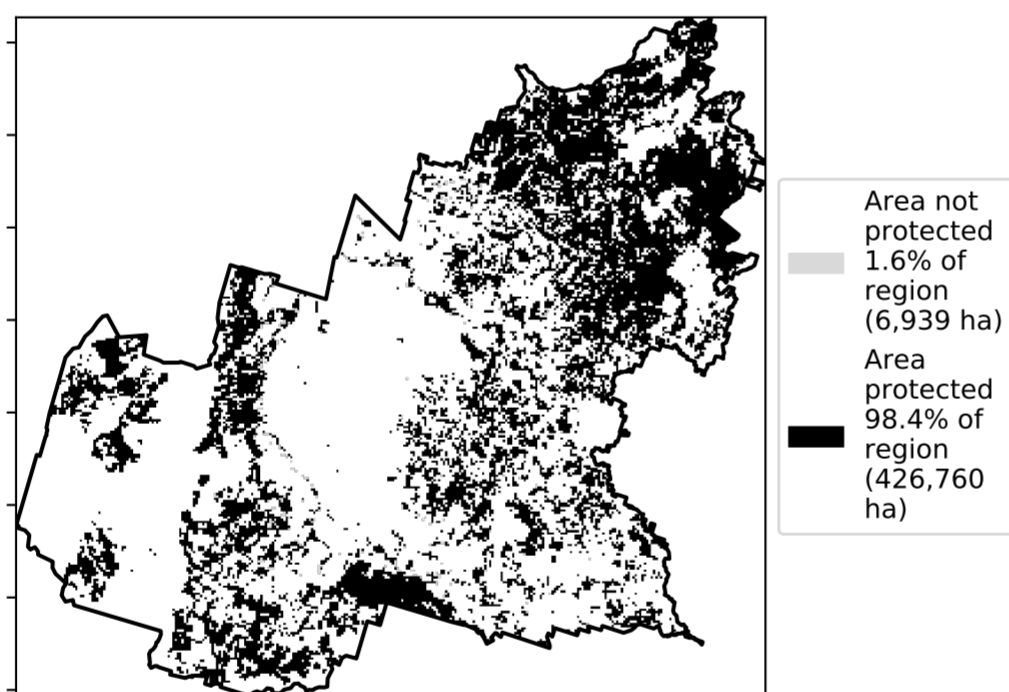 Area not
protected
1.6% of
region
(6,939 ha)
Area
protected
98.4% of
region
(426,760
ha)